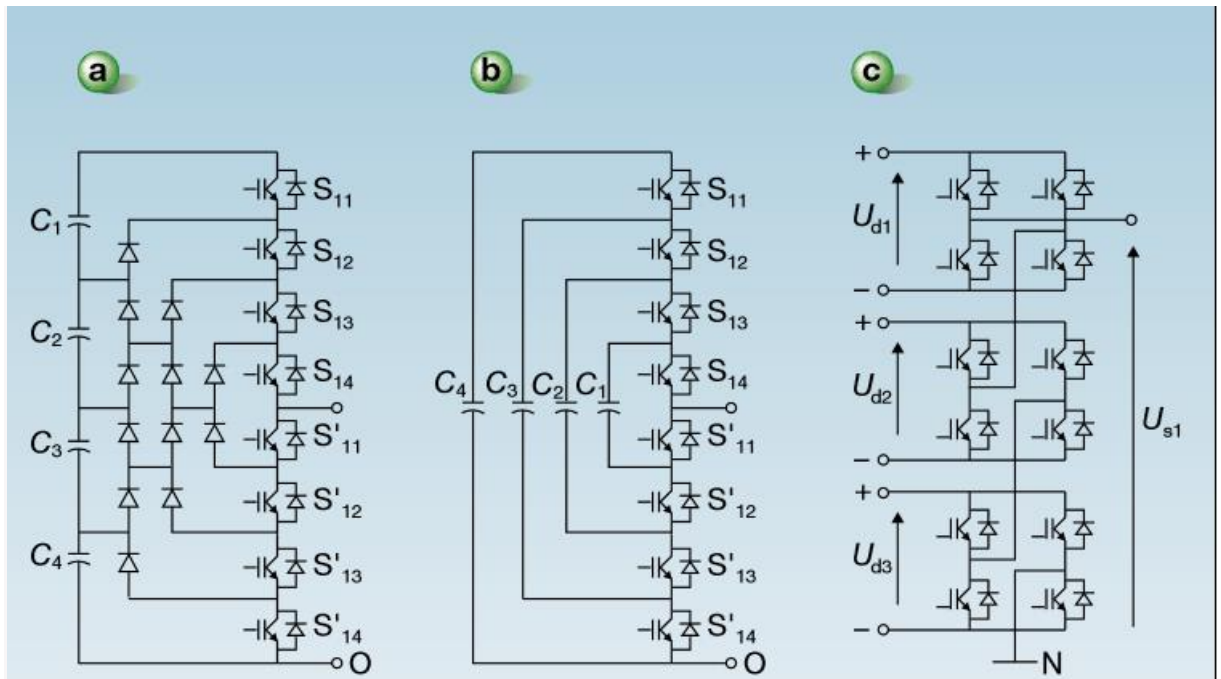 a
C1
C2
C3
C4
S11
S12
S13
S14
S'11
S'12
S'13
S'14
O
b
C4 C3 C2 C1
S11
S12
S13
S14
S'11
S'12
S'13
S'14
O
c
+
Ud1
−
+
Ud2
−
+
Ud3
−
Us1
N